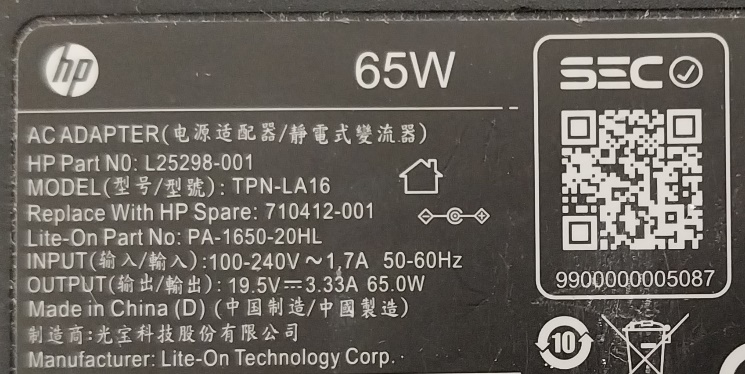 hp
65W
AC ADAPTER(电源适配器/靜電式變流器)
HP Part NO: L25298-001
MODEL(型号/型號): TPN-LA16
Replace With HP Spare: 710412-001
Lite-On Part No: PA-1650-20HL
INPUT(输入/輸入):100-240V～1.7A 50-60Hz
OUTPUT(输出/輸出): 19.5V⎓3.33A 65.0W
Made in China (D) (中国制造/中國製造)
制造商:光宝科技股份有限公司
Manufacturer: Lite-On Technology Corp.
SEC
9900000005087
10